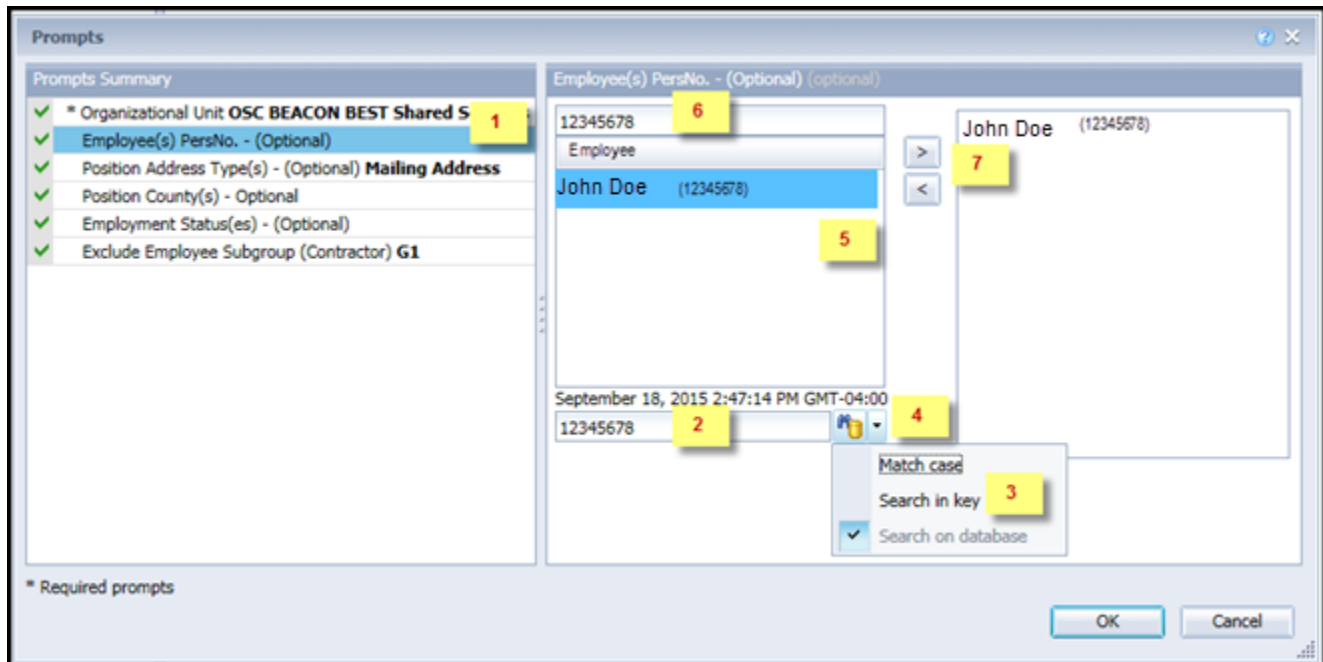 Prompts
Prompts Summary
* Organizational Unit OSC BEACON BEST Shared S
1
Employee(s) PersNo. - (Optional)
Position Address Type(s) - (Optional) Mailing Address
Position County(s) - Optional
Employment Status(es) - (Optional)
Exclude Employee Subgroup (Contractor) G1
Employee(s) PersNo. - (Optional) (optional)
12345678
6
Employee
John Doe (12345678)
5
>
<
7
John Doe (12345678)
September 18, 2015 2:47:14 PM GMT-04:00
12345678
2
4
Match case
Search in key
3
Search on database
* Required prompts
OK
Cancel